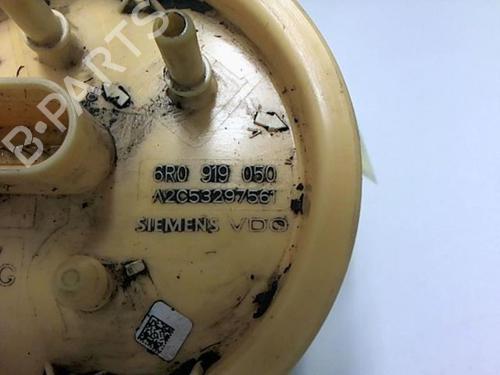 B-PARTS
6R0 919 050
A2C53297561
SIEMENS VDO
G